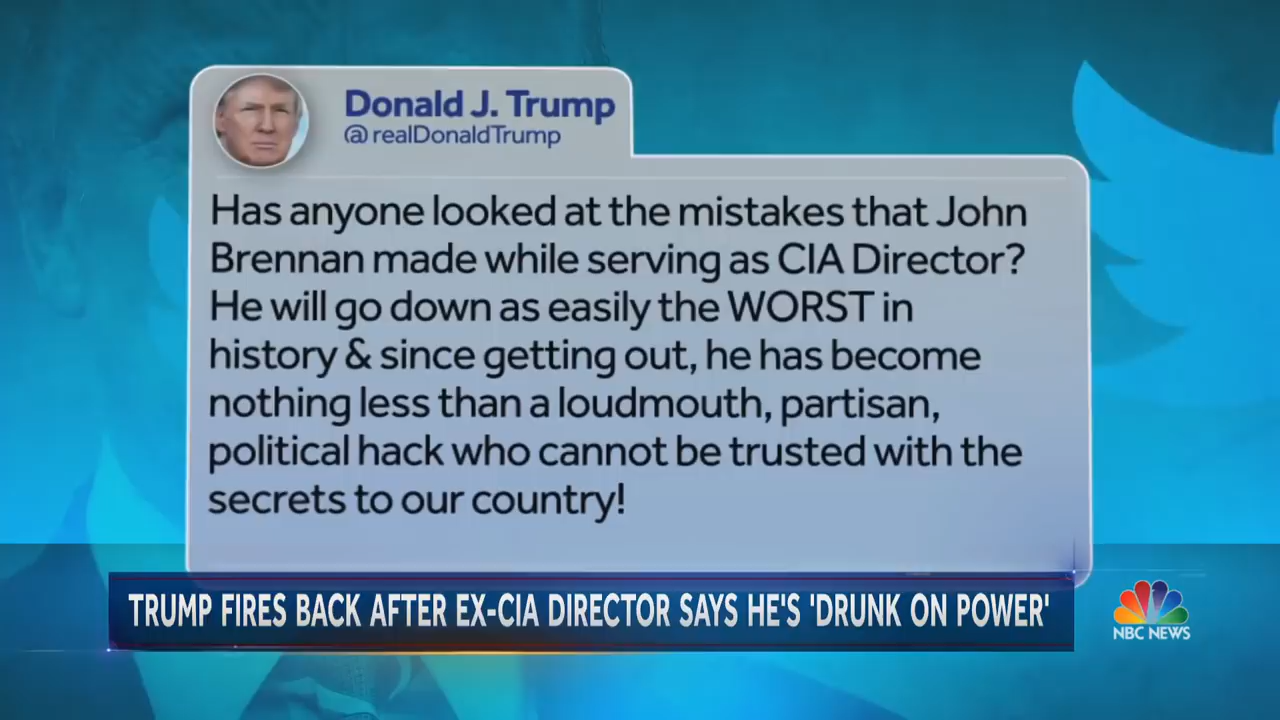 Donald J. Trump
@realDonaldTrump
Has anyone looked at the mistakes that John
Brennan made while serving as CIA Director?
He will go down as easily the WORST in
history & since getting out, he has become
nothing less than a loudmouth, partisan,
political hack who cannot be trusted with the
secrets to our country!
TRUMP FIRES BACK AFTER EX-CIA DIRECTOR SAYS HE'S 'DRUNK ON POWER'
NBC NEWS